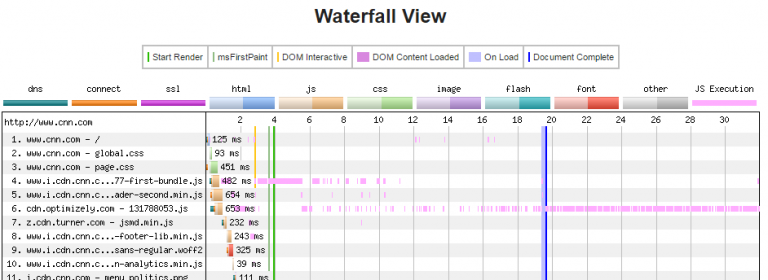 Waterfall View
Start Render msFirstPaint DOM Interactive DOM Content Loaded On Load Document Complete
dns connect ssl html js css image flash font other JS Execution
http://www.cnn.com 2 4 6 8 10 12 14 16 18 20 22 24 26 28 30
1. www.cnn.com - / 125 ms
2. www.cnn.com - global.css 93 ms
3. www.cnn.com - page.css 451 ms
4. www.i.cdn.cnn.c...77-first-bundle.js 482 ms
5. www.i.cdn.cnn.c...ader-second.min.js 654 ms
6. cdn.optimizely.com - 131788053.js 653 ms
7. z.cdn.turner.com - jsmd.min.js 232 ms
8. www.i.cdn.cnn.c...-footer-lib.min.js 243 ms
9. www.i.cdn.cnn.c...sans-regular.woff2 325 ms
10. www.i.cdn.cnn.c...n-analytics.min.js 39 ms
11. i.cdn.cnn.com - menu_politics.png 111 ms